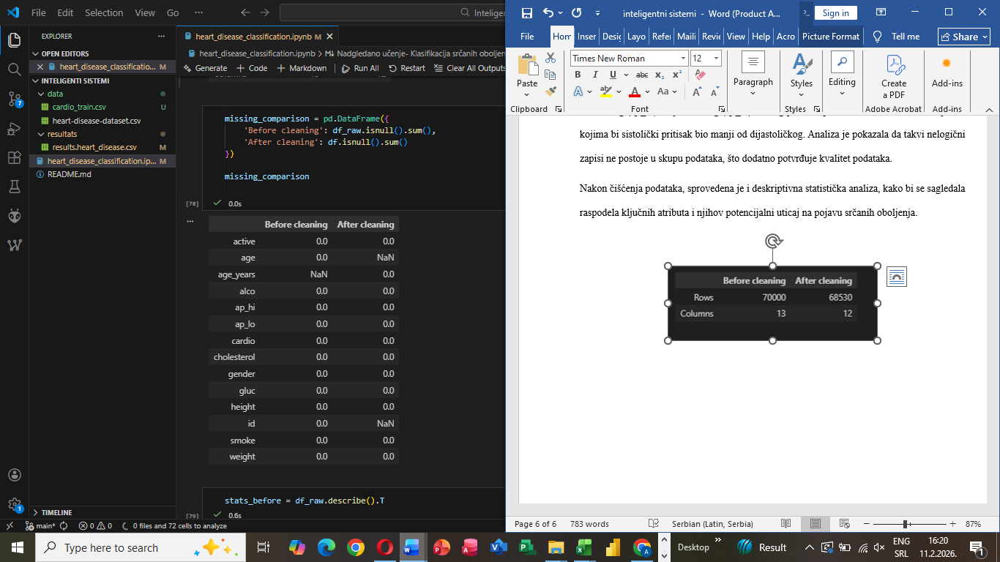 File Edit Selection View Go ···
Inteligen
EXPLORER
OPEN EDITORS
heart_disease_classificatio... M
INTELIGENTI SISTEMI
data
cardio_train.csv U
heart-disease-dataset.csv
resultats
results.heart_disease.csv M
heart_disease_classification.ip... M
README.md
TIMELINE
7
1
heart_disease_classification.ipynb M
heart_disease_classification.ipynb > M↓ Nadgledano učenje- Klasifikacija srčanih oboljen
Generate + Code + Markdown Run All Restart Clear All Outputs
missing_comparison = pd.DataFrame({
'Before cleaning': df_raw.isnull().sum(),
'After cleaning': df.isnull().sum()
})
missing_comparison
[78] 0.0s
Before cleaning After cleaning
active 0.0 0.0
age 0.0 NaN
age_years NaN 0.0
alco 0.0 0.0
ap_hi 0.0 0.0
ap_lo 0.0 0.0
cardio 0.0 0.0
cholesterol 0.0 0.0
gender 0.0 0.0
gluc 0.0 0.0
height 0.0 0.0
id 0.0 NaN
smoke 0.0 0.0
weight 0.0 0.0
stats_before = df_raw.describe().T
[79] 0.6s
main* 0 0 0 files and 72 cells to analyze
inteligentni sistemi - Word (Product A... Sign in
File Hom Inser Desig Layo Refer Maili Revie View Help Acro Picture Format Tell me Share
Paste
Clipboard
Times New Roman 12
B I U abc x₂ x²
A Aa A A
Font
Paragraph
Styles
Styles
Editing
Create
a PDF
Adobe Acrobat
Add-ins
Add-ins
kojima bi sistolički pritisak bio manji od dijastoličkog. Analiza je pokazala da takvi nelogični
zapisi ne postoje u skupu podataka, što dodatno potvrđuje kvalitet podataka.
Nakon čišćenja podataka, sprovedena je i deskriptivna statistička analiza, kako bi se sagledala
raspodela ključnih atributa i njihov potencijalni uticaj na pojavu srčanih oboljenja.
Before cleaning After cleaning
Rows 70000 68530
Columns 13 12
Page 6 of 6 783 words Serbian (Latin, Serbia) 87%
Type here to search
Desktop » Result
ENG
SRL
16:20
11.2.2026.
1